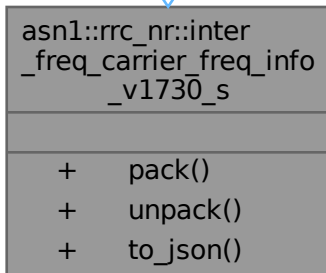 asn1::rrc_nr::inter
_freq_carrier_freq_info
_v1730_s
+ pack()
+ unpack()
+ to_json()